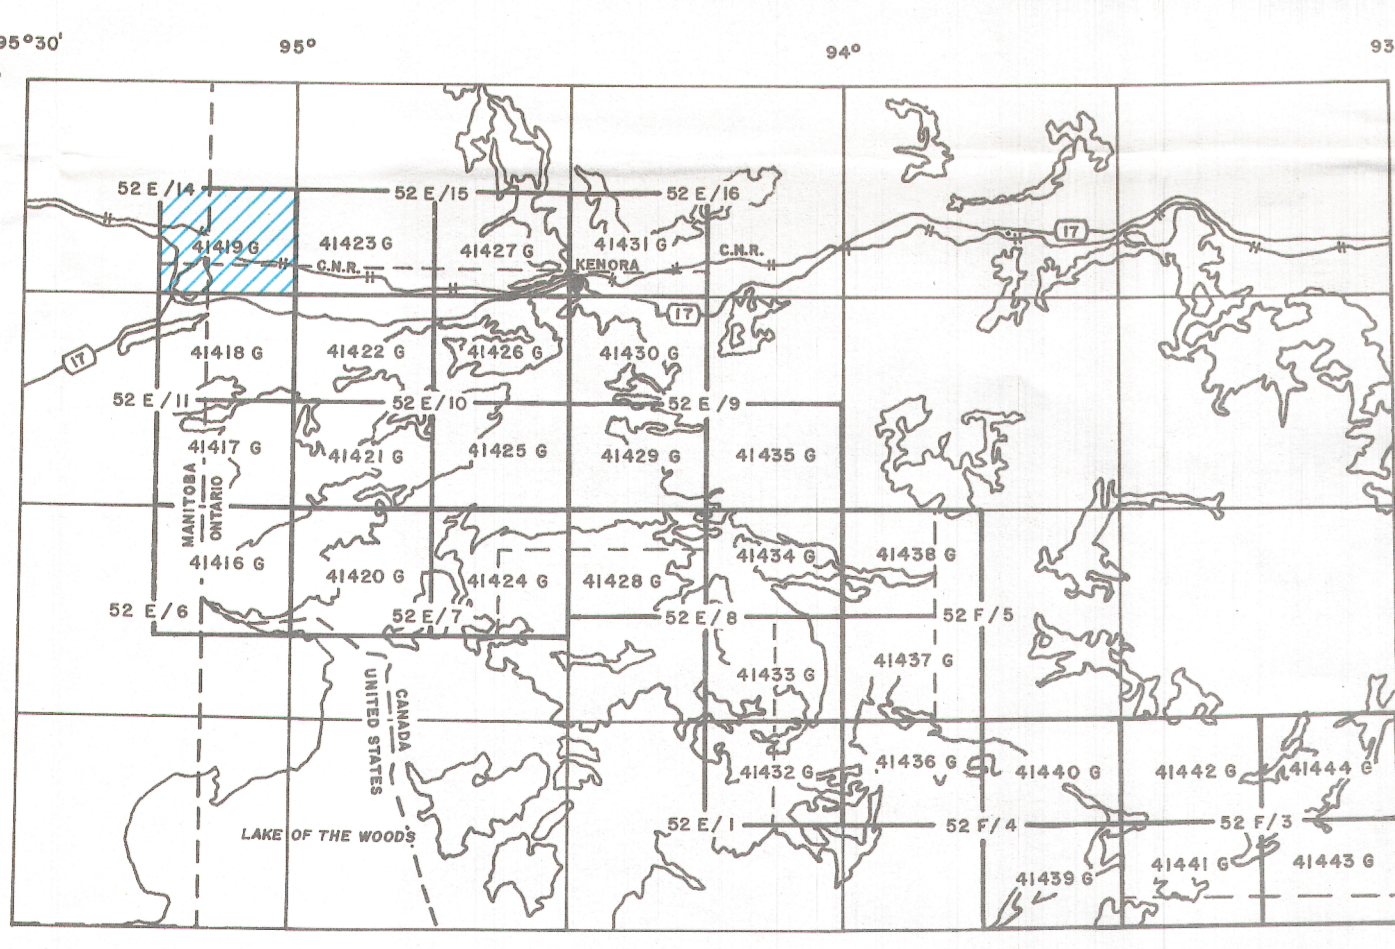 95°30'
95°
94°
93
52 E/14
52 E/15
52 E/16
41419 G
41423 G
41427 G
41431 G
C.N.R.
KENORA
C.N.R.
17
17
17
41418 G
41422 G
41426 G
41430 G
52 E/11
52 E/10
52 E/9
41417 G
41421 G
41425 G
41429 G
41435 G
MANITOBA
ONTARIO
41416 G
41420 G
41424 G
41428 G
41434 G
41438 G
52 E/6
52 E/7
52 E/8
52 F/5
41433 G
41437 G
CANADA
UNITED STATES
41432 G
41436 G
41440 G
41442 G
41444 G
LAKE OF THE WOODS
52 E/1
52 F/4
52 F/3
41439 G
41441 G
41443 G